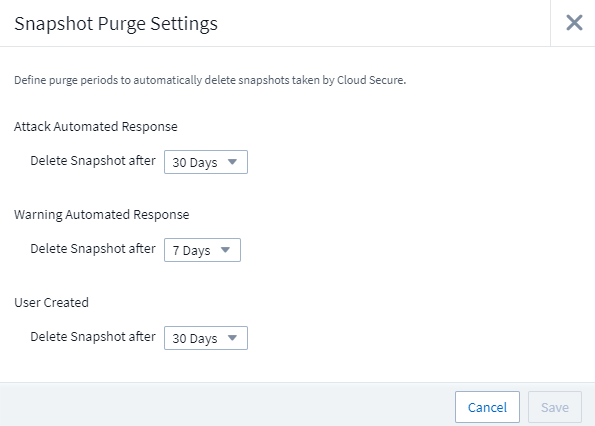 Snapshot Purge Settings
Define purge periods to automatically delete snapshots taken by Cloud Secure.
Attack Automated Response
Delete Snapshot after 30 Days
Warning Automated Response
Delete Snapshot after 7 Days
User Created
Delete Snapshot after 30 Days
Cancel Save